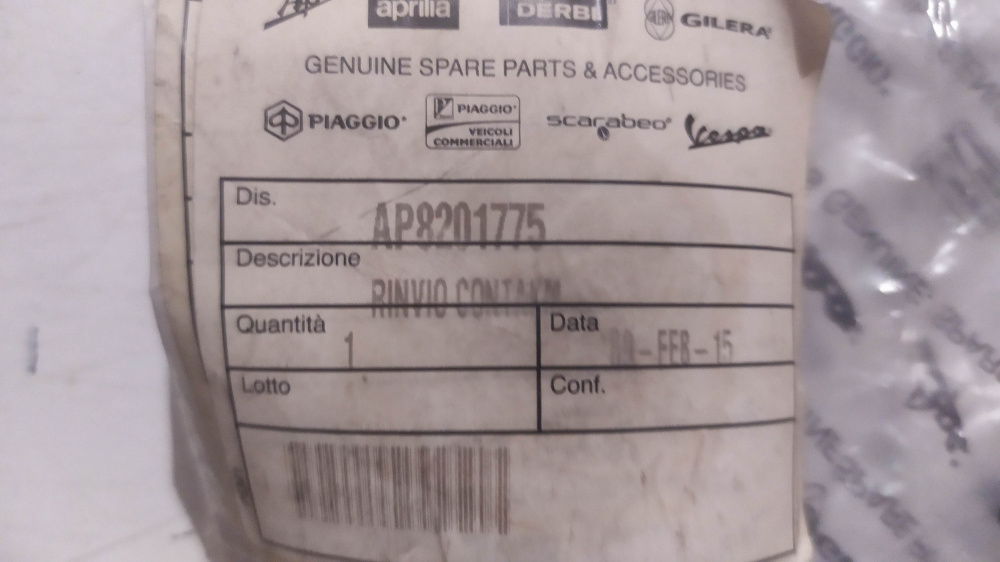 aprilia DERBI GILERA
GENUINE SPARE PARTS & ACCESSORIES
PIAGGIO PIAGGIO scarabeo Vespa
VEICOLI
COMMERCIALI
Dis.
AP8201775
Descrizione
RINVIO CONTAKM
Quantità Data
1 -FEB-15
Lotto Conf.